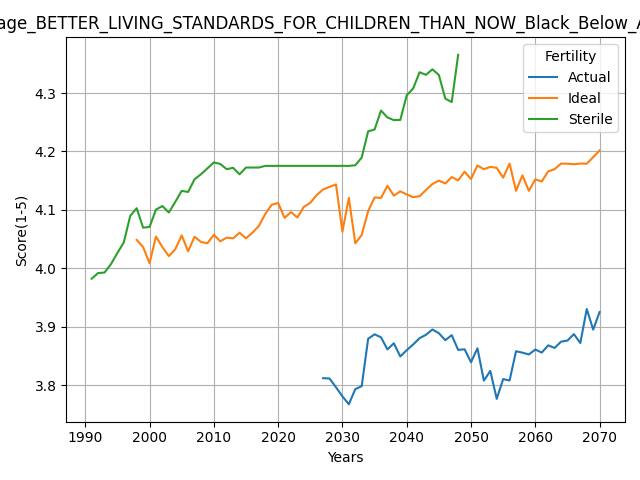 age_BETTER_LIVING_STANDARDS_FOR_CHILDREN_THAN_NOW_Black_Below_A
Fertility
Actual
Ideal
Sterile
Score(1-5)
4.3
4.2
4.1
4.0
3.9
3.8
1990 2000 2010 2020 2030 2040 2050 2060 2070
Years